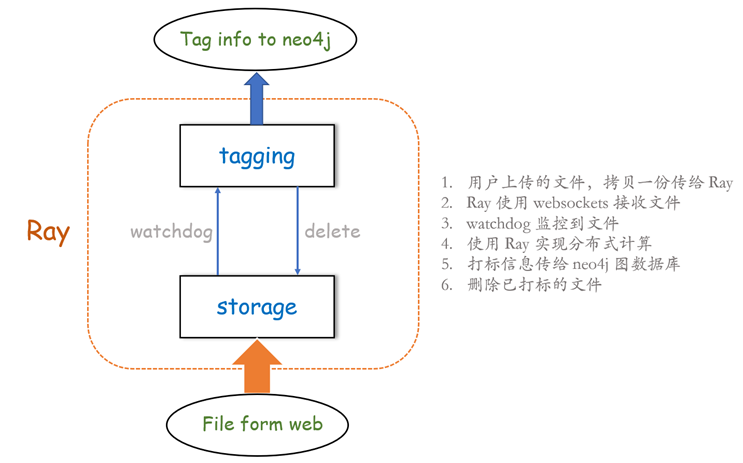 Tag info to neo4j
tagging
Ray
watchdog
delete
storage
File form web
1. 用户上传的文件，拷贝一份传给 Ray
2. Ray 使用 websockets 接收文件
3. watchdog 监控到文件
4. 使用 Ray 实现分布式计算
5. 打标信息传给 neo4j 图数据库
6. 删除已打标的文件